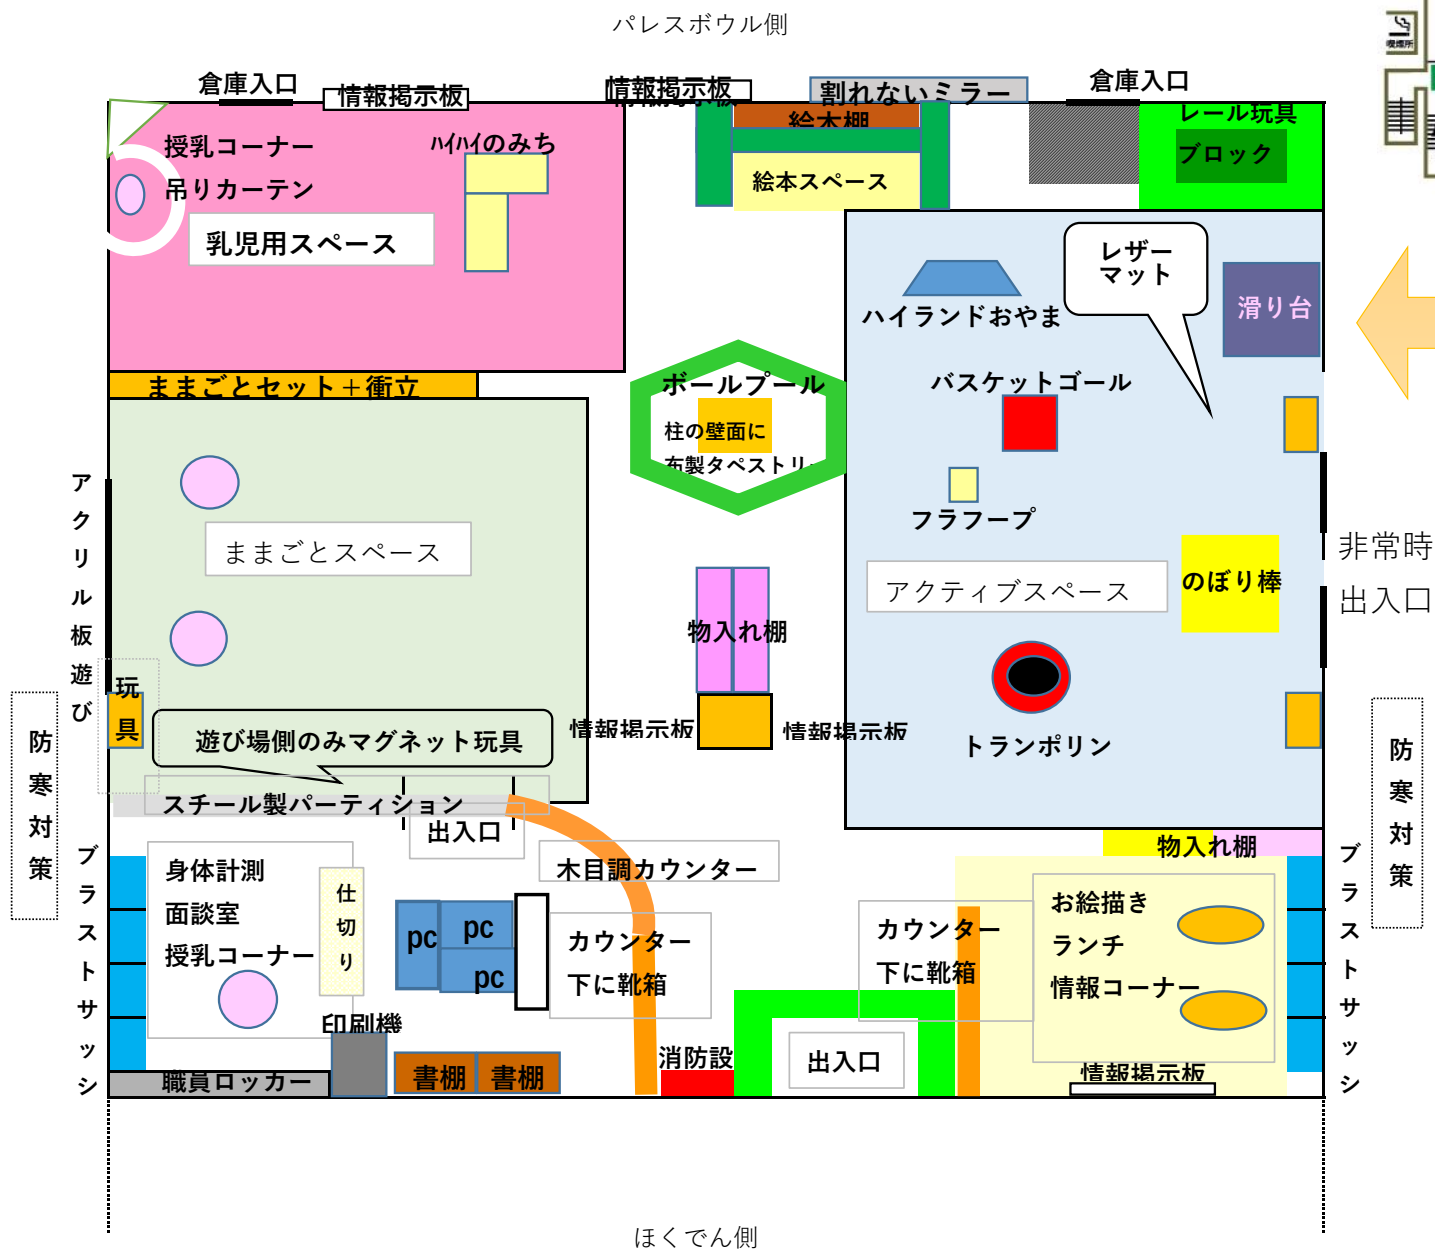 パレスボウル側
喫煙所
倉庫入口
情報掲示板
情報掲示板
割れないミラー
倉庫入口
絵本棚
レール玩具
ブロック
授乳コーナー
吊りカーテン
ﾊｲﾊｲのみち
乳児用スペース
絵本スペース
レザー
マット
滑り台
ハイランドおやま
ままごとセット＋衝立
ボールプール
柱の壁面に
布製タペストリー
バスケットゴール
フラフープ
アクリル板遊び
ままごとスペース
アクティブスペース
のぼり棒
非常時
出入口
物入れ棚
玩具
情報掲示板
情報掲示板
トランポリン
遊び場側のみマグネット玩具
スチール製パーティション
出入口
防寒対策
防寒対策
木目調カウンター
物入れ棚
ブラストサッシ
ブラストサッシ
身体計測
面談室
授乳コーナー
仕切り
pc
pc
pc
カウンター
下に靴箱
カウンター
下に靴箱
お絵描き
ランチ
情報コーナー
印刷機
消防設
出入口
情報掲示板
職員ロッカー
書棚
書棚
ほくでん側